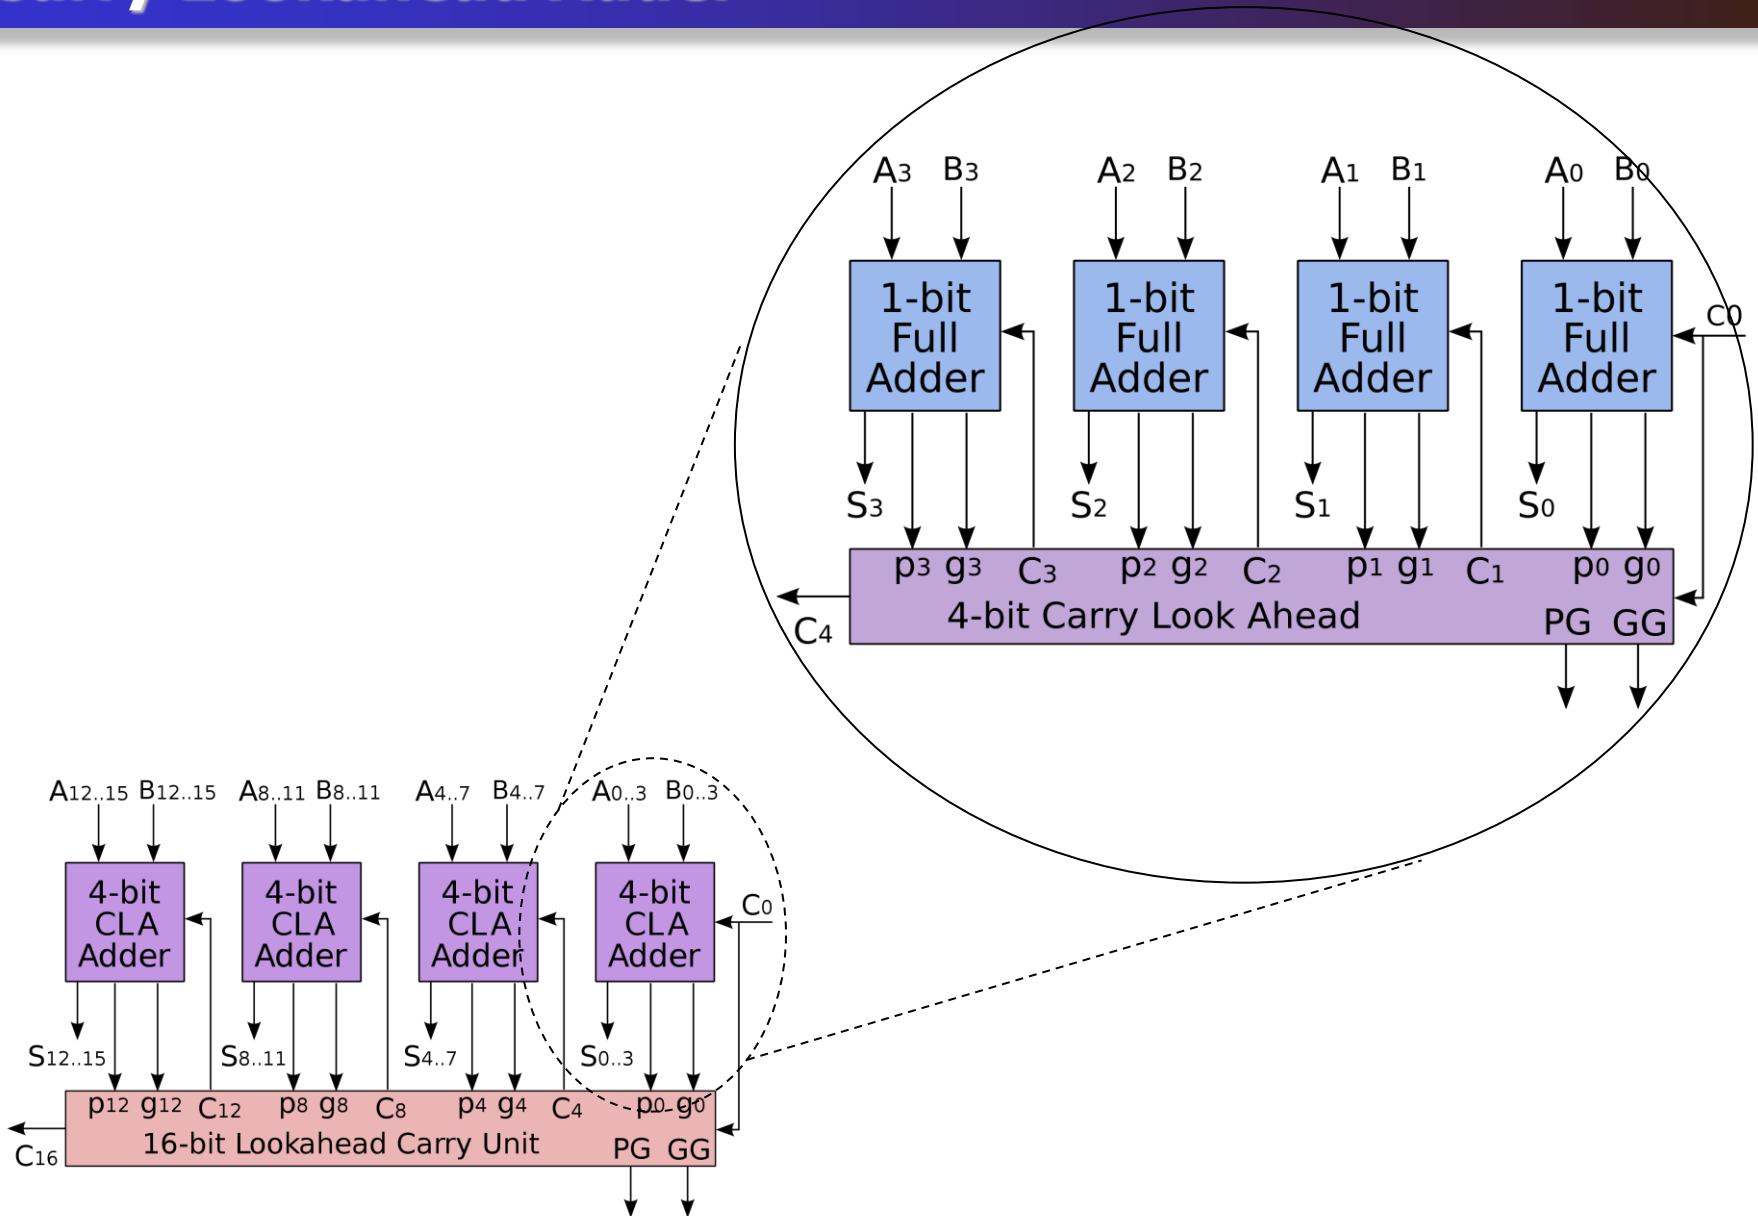 Carry Lookahead Adder
A3 B3 A2 B2 A1 B1 A0 B0
1-bit Full Adder
1-bit Full Adder
1-bit Full Adder
1-bit Full Adder
C0
S3 S2 S1 S0
p3 g3 C3 p2 g2 C2 p1 g1 C1 p0 g0
4-bit Carry Look Ahead
PG GG
C4
A12..15 B12..15 A8..11 B8..11 A4..7 B4..7 A0..3 B0..3
4-bit CLA Adder
4-bit CLA Adder
4-bit CLA Adder
4-bit CLA Adder
C0
S12..15 S8..11 S4..7 S0..3
p12 g12 C12 p8 g8 C8 p4 g4 C4 p0 g0
16-bit Lookahead Carry Unit
PG GG
C16